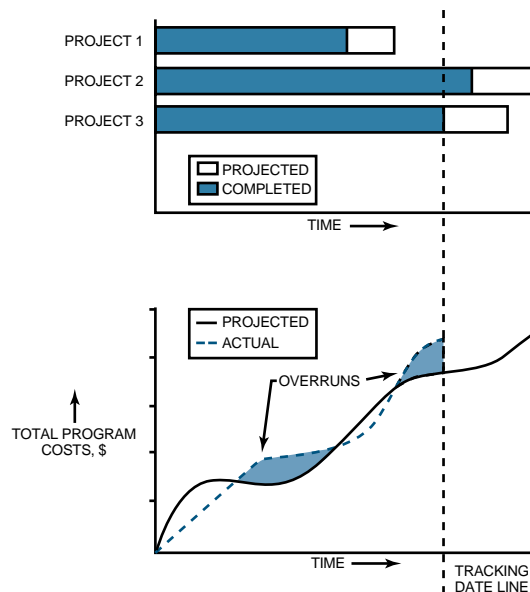 PROJECT 1
PROJECT 2
PROJECT 3
PROJECTED
COMPLETED
TIME
PROJECTED
ACTUAL
OVERRUNS
TOTAL PROGRAM
COSTS, $
TIME
TRACKING
DATE LINE